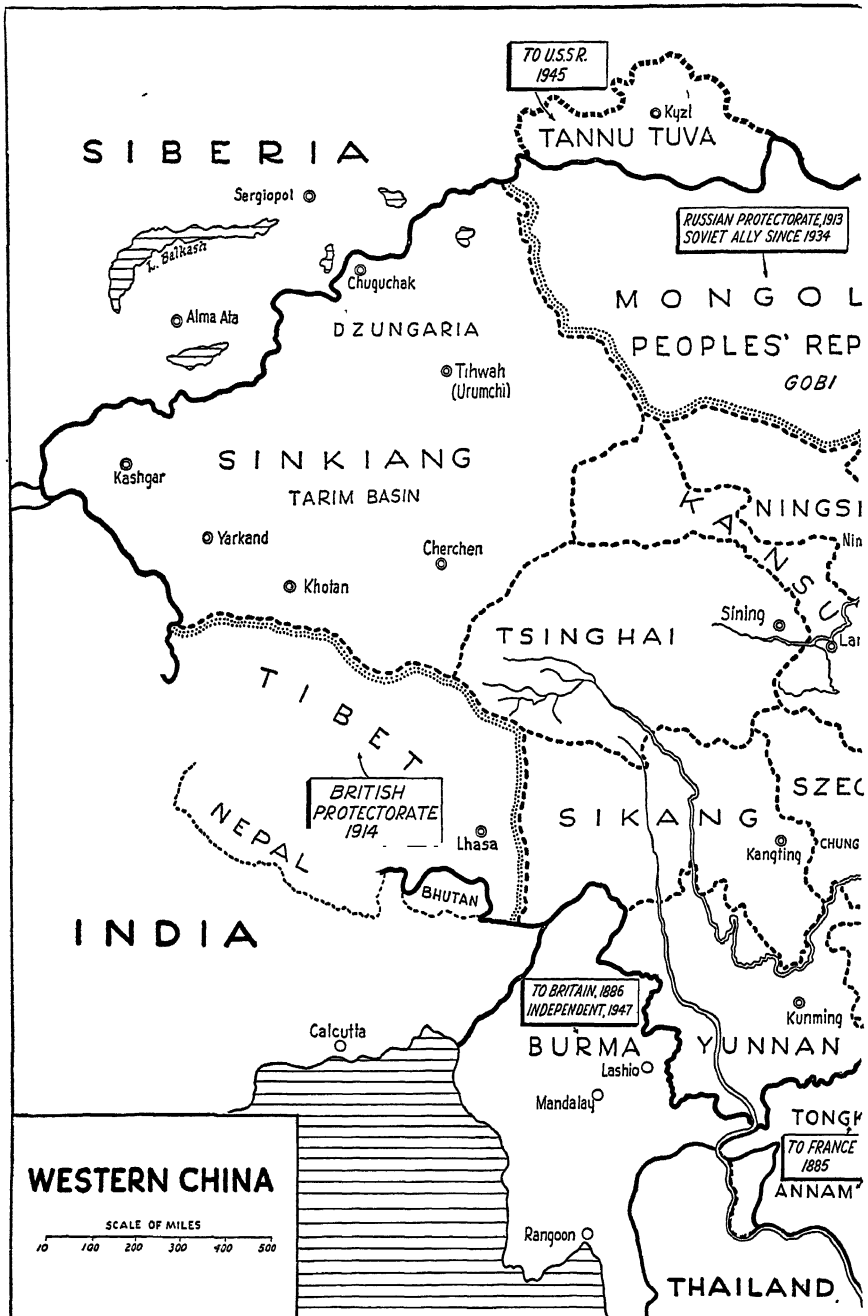 TO U.S.S.R.
1945
Kyzl
TANNU TUVA
SIBERIA
Sergiopol
RUSSIAN PROTECTORATE, 1913
SOVIET ALLY SINCE 1934
L. Balkash
Chuquchak
MONGOL
Alma Ata
DZUNGARIA
PEOPLES' REP
Tihwah
(Urumchi)
GOBI
SINKIANG
Kashgar
TARIM BASIN
KANSU
NINGSI
Yarkand
Nin
Cherchen
Khotan
Sining
TSINGHAI
Lan
TIBET
BRITISH
PROTECTORATE
1914
NEPAL
SZEC
SIKANG
Lhasa
Kangting
CHUNG
BHUTAN
INDIA
TO BRITAIN, 1886
INDEPENDENT, 1947
Kunming
Calcutta
BURMA
YUNNAN
Lashio
Mandalay
TONGK
TO FRANCE
1885
ANNAM
WESTERN CHINA
SCALE OF MILES
10 100 200 300 400 500
Rangoon
THAILAND